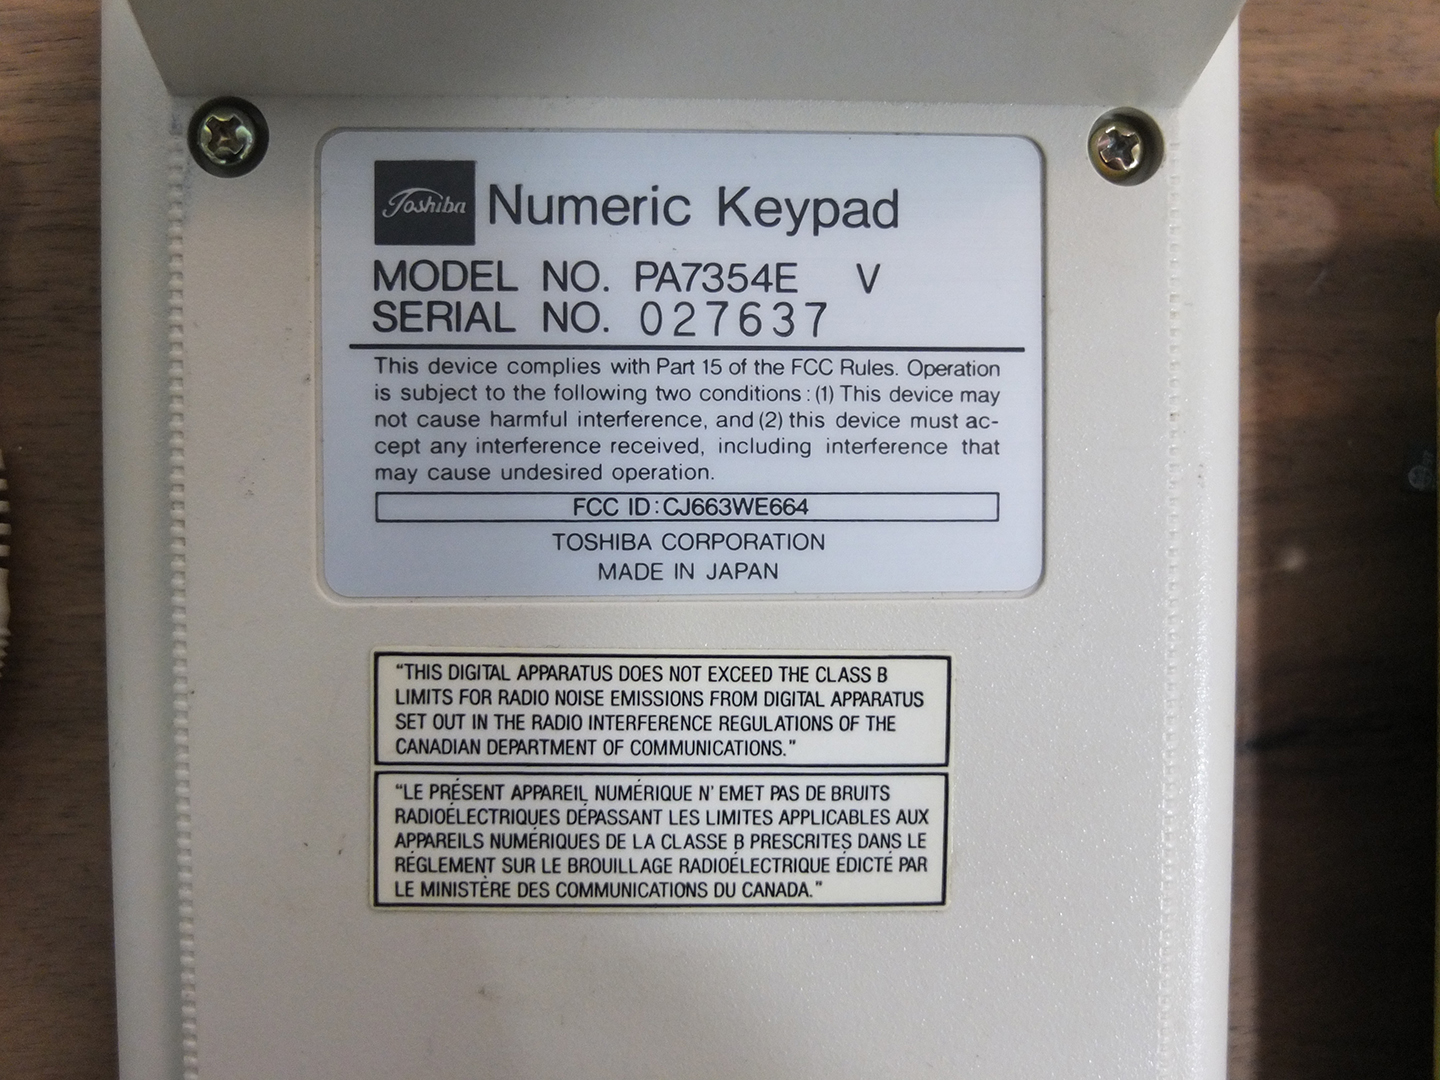 Toshiba Numeric Keypad
MODEL NO. PA7354E V
SERIAL NO. 027637
This device complies with Part 15 of the FCC Rules. Operation
is subject to the following two conditions : (1) This device may
not cause harmful interference, and (2) this device must ac-
cept any interference received, including interference that
may cause undesired operation.
FCC ID : CJ663WE664
TOSHIBA CORPORATION
MADE IN JAPAN
“THIS DIGITAL APPARATUS DOES NOT EXCEED THE CLASS B
LIMITS FOR RADIO NOISE EMISSIONS FROM DIGITAL APPARATUS
SET OUT IN THE RADIO INTERFERENCE REGULATIONS OF THE
CANADIAN DEPARTMENT OF COMMUNICATIONS.”
“LE PRÉSENT APPAREIL NUMÉRIQUE N' EMET PAS DE BRUITS
RADIOÉLECTRIQUES DÉPASSANT LES LIMITES APPLICABLES AUX
APPAREILS NUMÉRIQUES DE LA CLASSE B PRESCRITES DANS LE
RÉGLEMENT SUR LE BROUILLAGE RADIOÉLECTRIQUE ÉDICTÉ PAR
LE MINISTÈRE DES COMMUNICATIONS DU CANADA.”